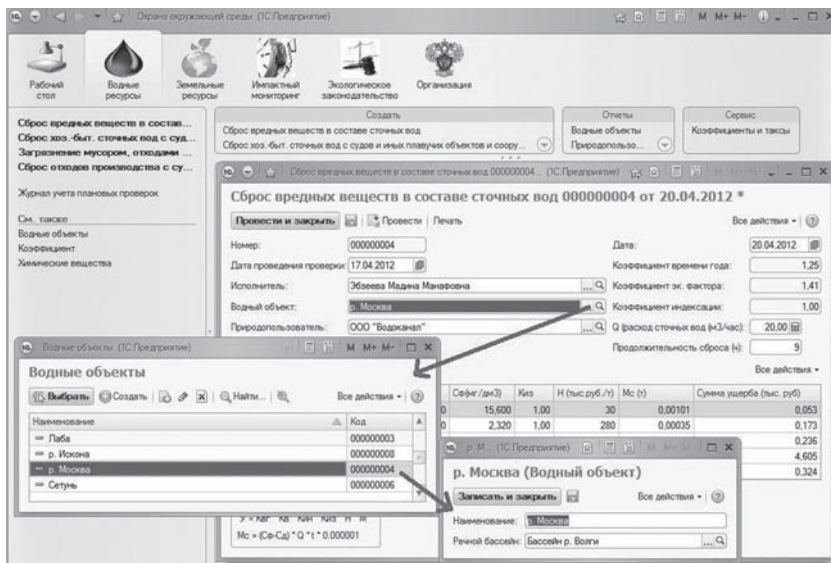 Охрана окружающей среды (1С:Предприятие)
M M+ M-
Рабочий стол
Водные ресурсы
Земельные ресурсы
Импактный мониторинг
Экологическое законодательство
Организация
Сброс вредных веществ в состав...
Сброс хоз.-быт. сточных вод с суд...
Загрязнение мусором, отходами ...
Сброс отходов производства с су...
Журнал учета плановых проверок
См. также
Водные объекты
Коэффициент
Химические вещества
Создать
Сброс вредных веществ в составе сточных вод
Сброс хоз.-быт. сточных вод с судов и иных плавучих объектов и соору...
Отчеты
Водные объекты
Природопользо...
Сервис
Коэффициенты и таксы
Сброс вредных веществ в составе сточных вод 000000004... (1С:Предприятие)
Сброс вредных веществ в составе сточных вод 000000004 от 20.04.2012 *
Провести и закрыть Провести Печать Все действия
Номер: 000000004 Дата: 20.04.2012
Дата проведения проверки: 17.04.2012 Коэффициент времени года: 1,25
Исполнитель: Эбзеева Мадина Манафовна Коэффициент эк. фактора: 1,41
Водный объект: р. Москва Коэффициент индексации: 1,00
Природопользователь: ООО "Водоканал" Q (расход сточных вод (м3/час): 20,00
Продолжительность сброса (ч): 9
Все действия
Сф(мг/дм3) Киз Н (тыс.руб./т) Мс (т) Сумма ущерба (тыс. руб)
0 15,600 1,00 30 0,00101 0,053
0 2,320 1,00 280 0,00035 0,173
0,236
4,605
0,324
Водные объекты (1С:Предприятие) M M+ M-
Водные объекты
Выбрать Создать Найти... Все действия
Наименование Код
Лаба 000000003
р. Искона 000000008
р. Москва 000000004
Сетунь 000000006
Мс = (Сф-Сд) * Q * t * 0.000001
р. М... (1С:Предприятие) M M+ M-
р. Москва (Водный объект)
Записать и закрыть Все действия
Наименование: р. Москва
Речной бассейн: Бассейн р. Волги